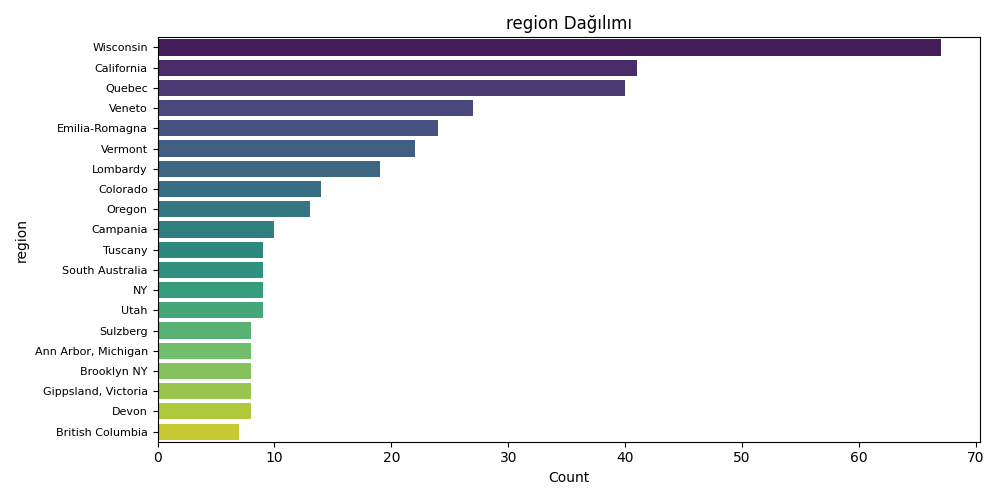 region Dağılımı
region
Wisconsin
California
Quebec
Veneto
Emilia-Romagna
Vermont
Lombardy
Colorado
Oregon
Campania
Tuscany
South Australia
NY
Utah
Sulzberg
Ann Arbor, Michigan
Brooklyn NY
Gippsland, Victoria
Devon
British Columbia
0 10 20 30 40 50 60 70
Count